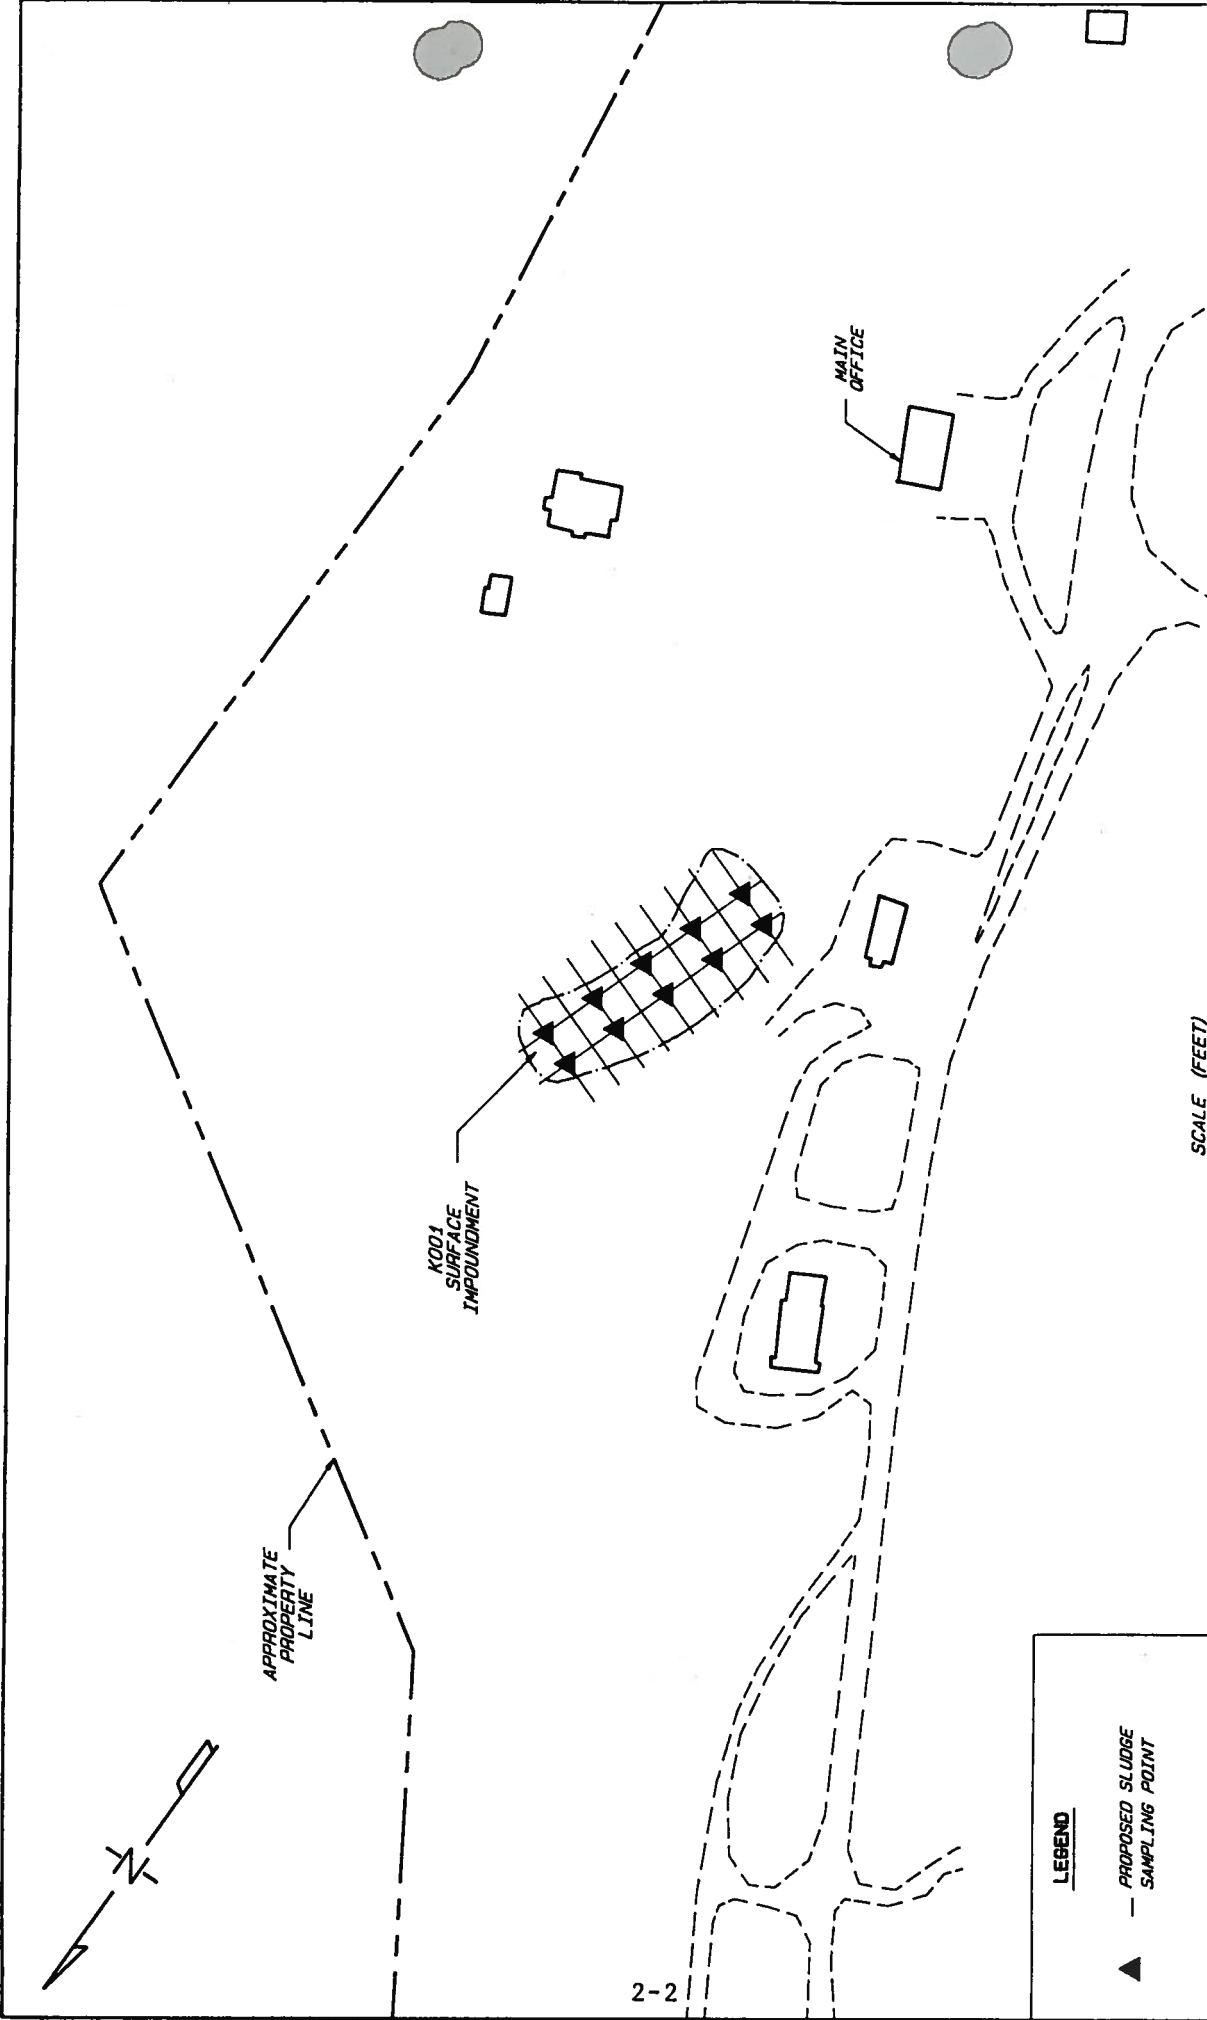 MAIN
OFFICE
K001
SURFACE
IMPOUNDMENT
APPROXIMATE
PROPERTY
LINE
N
SCALE (FEET)
LEGEND
— PROPOSED SLUDGE
SAMPLING POINT
2-2